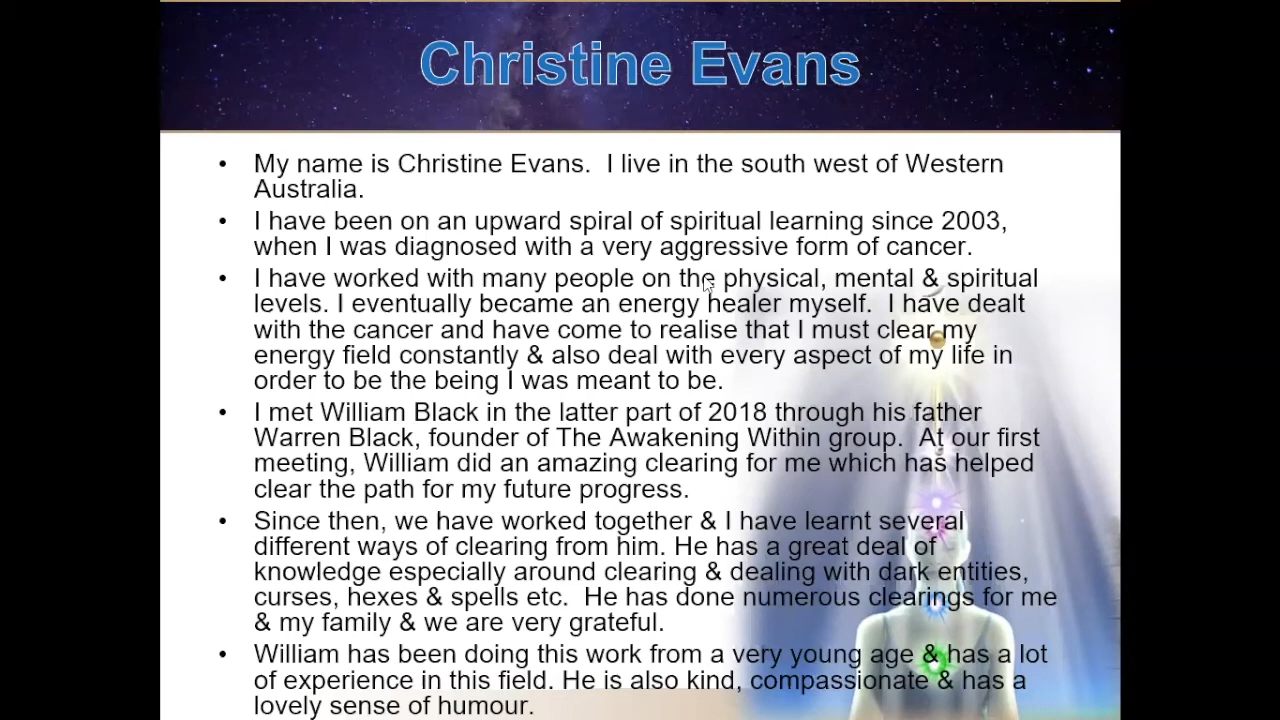 Christine Evans
• My name is Christine Evans.  I live in the south west of Western
Australia.
• I have been on an upward spiral of spiritual learning since 2003,
when I was diagnosed with a very aggressive form of cancer.
• I have worked with many people on the physical, mental & spiritual
levels. I eventually became an energy healer myself.  I have dealt
with the cancer and have come to realise that I must clear my
energy field constantly & also deal with every aspect of my life in
order to be the being I was meant to be.
• I met William Black in the latter part of 2018 through his father
Warren Black, founder of The Awakening Within group.  At our first
meeting, William did an amazing clearing for me which has helped
clear the path for my future progress.
• Since then, we have worked together & I have learnt several
different ways of clearing from him. He has a great deal of
knowledge especially around clearing & dealing with dark entities,
curses, hexes & spells etc.  He has done numerous clearings for me
& my family & we are very grateful.
• William has been doing this work from a very young age & has a lot
of experience in this field. He is also kind, compassionate & has a
lovely sense of humour.